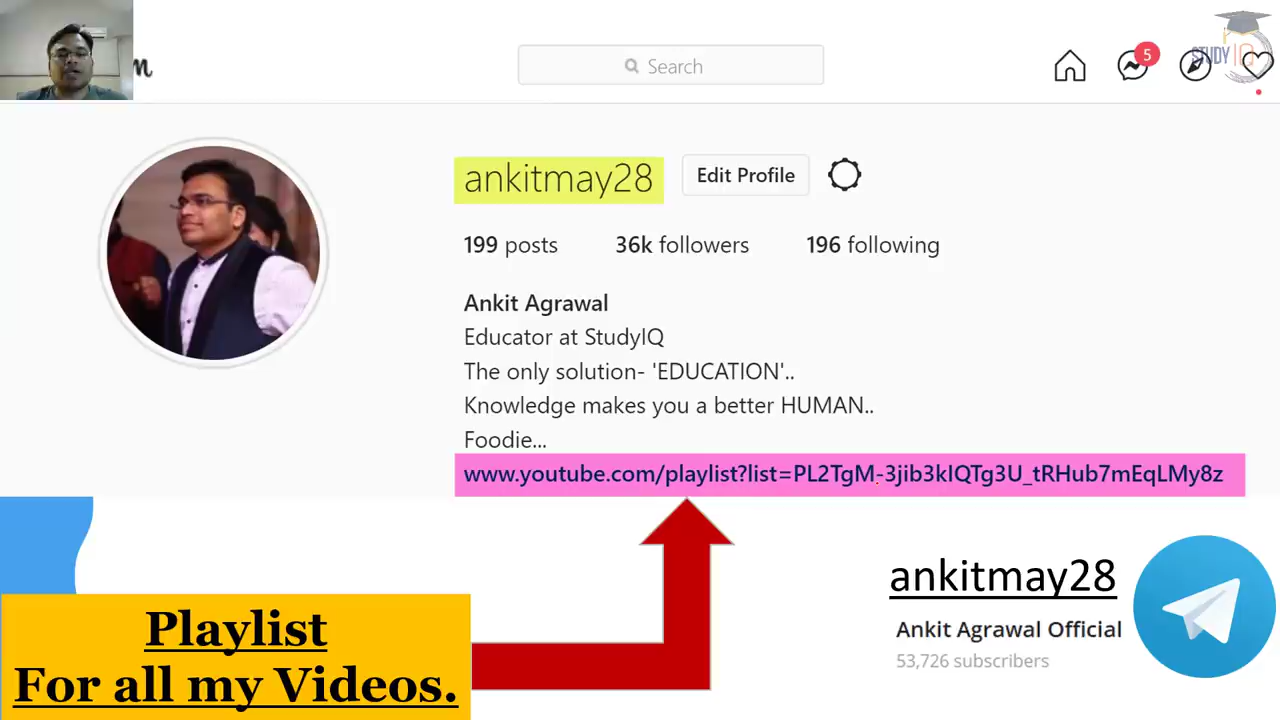 m
Search
5
STUDY IQ
ankitmay28
Edit Profile
199 posts 36k followers 196 following
Ankit Agrawal
Educator at StudyIQ
The only solution- 'EDUCATION'..
Knowledge makes you a better HUMAN..
Foodie...
www.youtube.com/playlist?list=PL2TgM-3jib3kIQTg3U_tRHub7mEqLMy8z
Playlist
For all my Videos.
ankitmay28
Ankit Agrawal Official
53,726 subscribers